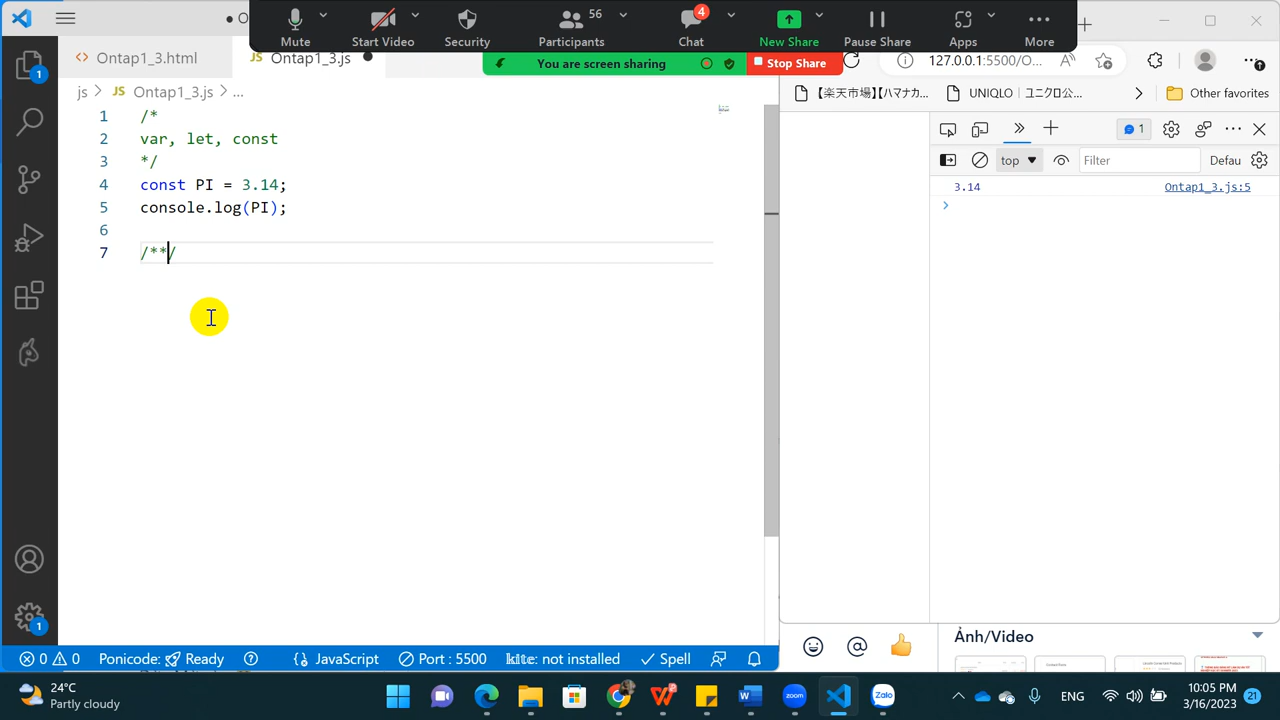 Mute
Start Video
Security
56
Participants
4
Chat
New Share
Pause Share
Apps
More
You are screen sharing
Stop Share
Ontap1_3.html
JS Ontap1_3.js
127.0.0.1:5500/O...
【楽天市場】【ハマナカ...
UNIQLO | ユニクロ公...
Other favorites
js > JS Ontap1_3.js > ...
1 /*
2 var, let, const
3 */
4 const PI = 3.14;
5 console.log(PI);
6
7 /**/
1
top
Filter
Defau
3.14 Ontap1_3.js:5
1
1
Ảnh/Video
0 0
Ponicode: Ready
{} JavaScript
Port : 5500
kite: not installed
Spell
24°C
Partly cloudy
ENG
10:05 PM
3/16/2023
21